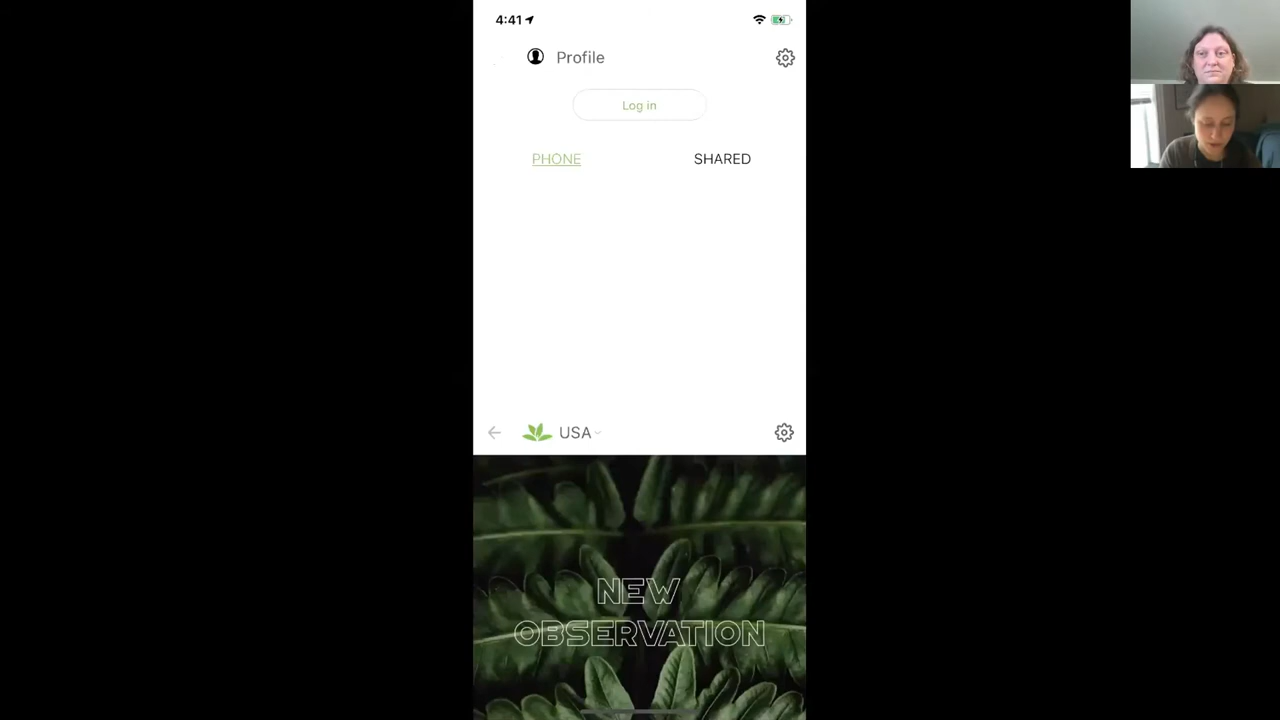 4:41
Profile
Log in
PHONE SHARED
USA
NEW
OBSERVATION